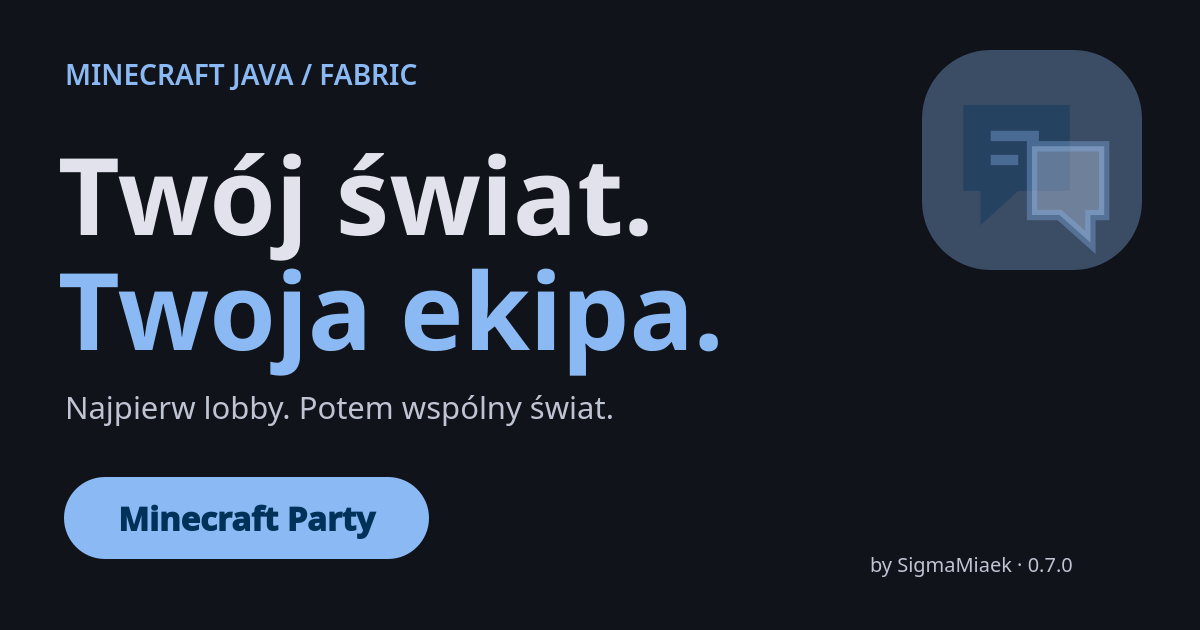 MINECRAFT JAVA / FABRIC
Twój świat.
Twoja ekipa.
Najpierw lobby. Potem wspólny świat.
Minecraft Party
by SigmaMiaek · 0.7.0